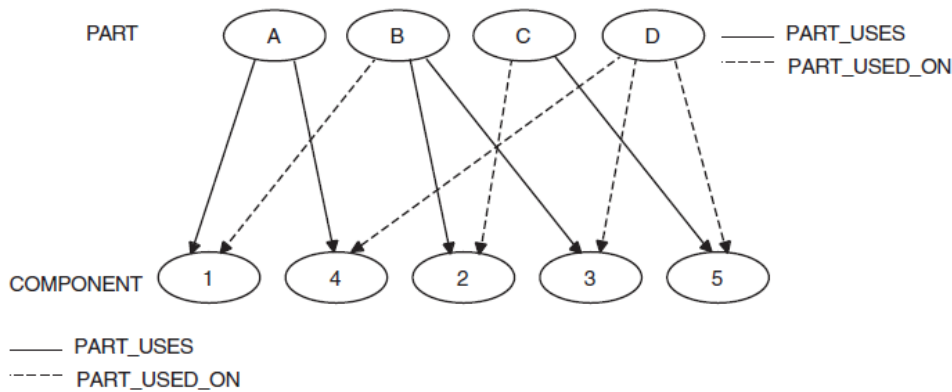 PART A B C D PART_USES
PART_USED_ON
COMPONENT 1 4 2 3 5
PART_USES
PART_USED_ON